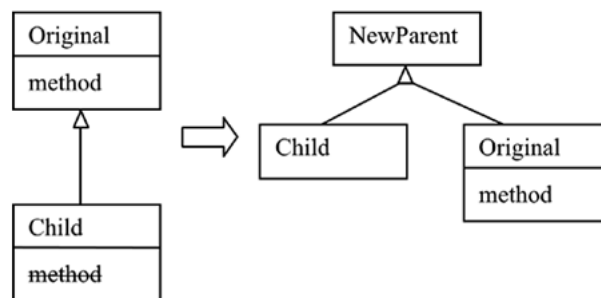 Original
method
Child
method
NewParent
Child
Original
method